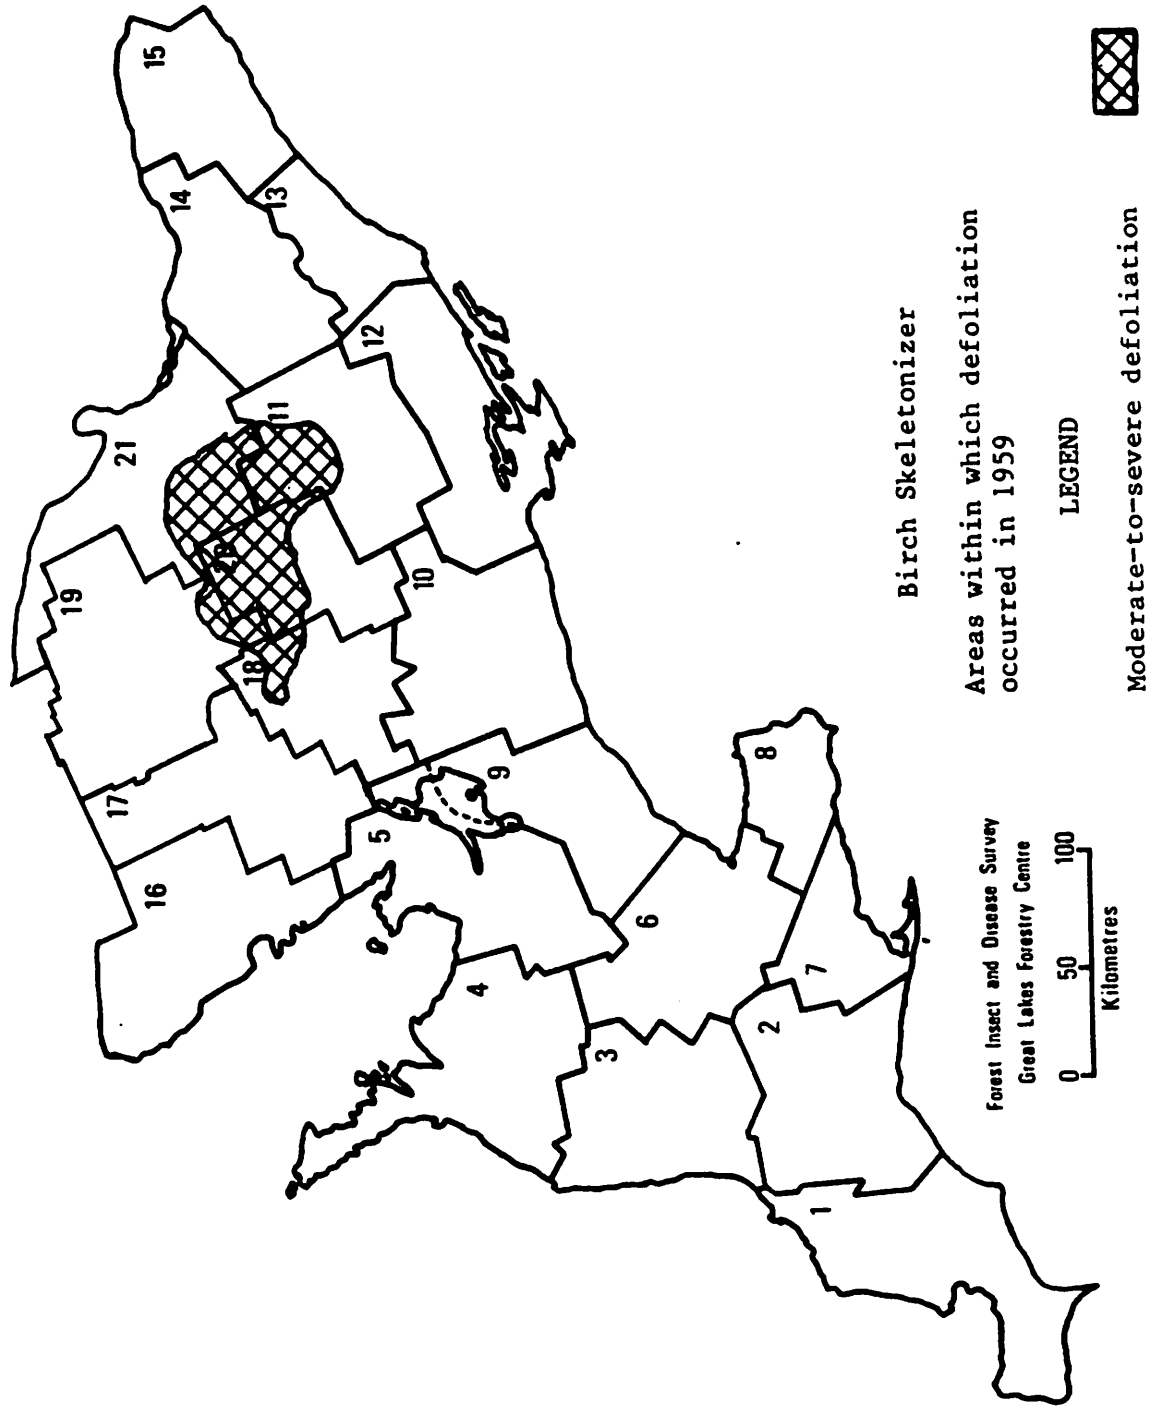 15
14
13
12
21
11
20
19
18
10
17
16
5
9
8
4
6
3
7
2
1
Birch Skeletonizer
Areas within which defoliation
occurred in 1959
LEGEND
Moderate-to-severe defoliation
Forest Insect and Disease Survey
Great Lakes Forestry Centre
0 50 100
Kilometres